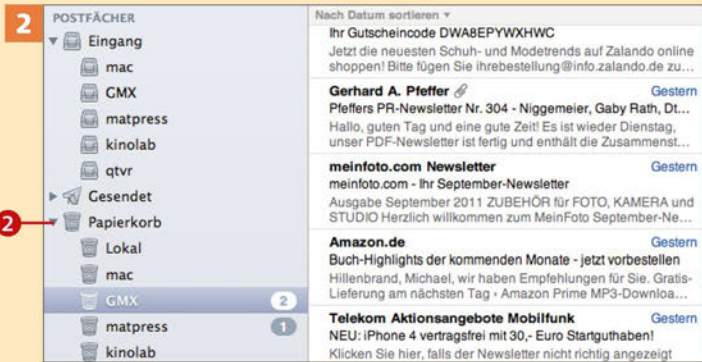 2
POSTFÄCHER
Eingang
mac
GMX
matpress
kinolab
qtvr
Gesendet
2
Papierkorb
Lokal
mac
GMX 2
matpress 1
kinolab
Nach Datum sortieren
Ihr Gutscheincode DWA8EPYWXHWC
Jetzt die neuesten Schuh- und Modetrends auf Zalando online
shoppen! Bitte fügen Sie ihrebestellung@info.zalando.de zu…
Gerhard A. Pfeffer Gestern
Pfeffers PR-Newsletter Nr. 304 - Niggemeier, Gaby Rath, Dt…
Hallo, guten Tag und eine gute Zeit! Es ist wieder Dienstag,
unser PDF-Newsletter ist fertig und enthält die Zusammenst…
meinfoto.com Newsletter Gestern
meinfoto.com - Ihr September-Newsletter
Ausgabe September 2011 ZUBEHÖR für FOTO, KAMERA und
STUDIO Herzlich willkommen zum MeinFoto September-Ne…
Amazon.de Gestern
Buch-Highlights der kommenden Monate - jetzt vorbestellen
Hillenbrand, Michael, wir haben Empfehlungen für Sie. Gratis-
Lieferung am nächsten Tag › Amazon Prime MP3-Downloa…
Telekom Aktionsangebote Mobilfunk Gestern
NEU: iPhone 4 vertragsfrei mit 30,- Euro Startguthaben!
Klicken Sie hier, falls der Newsletter nicht richtig angezeigt